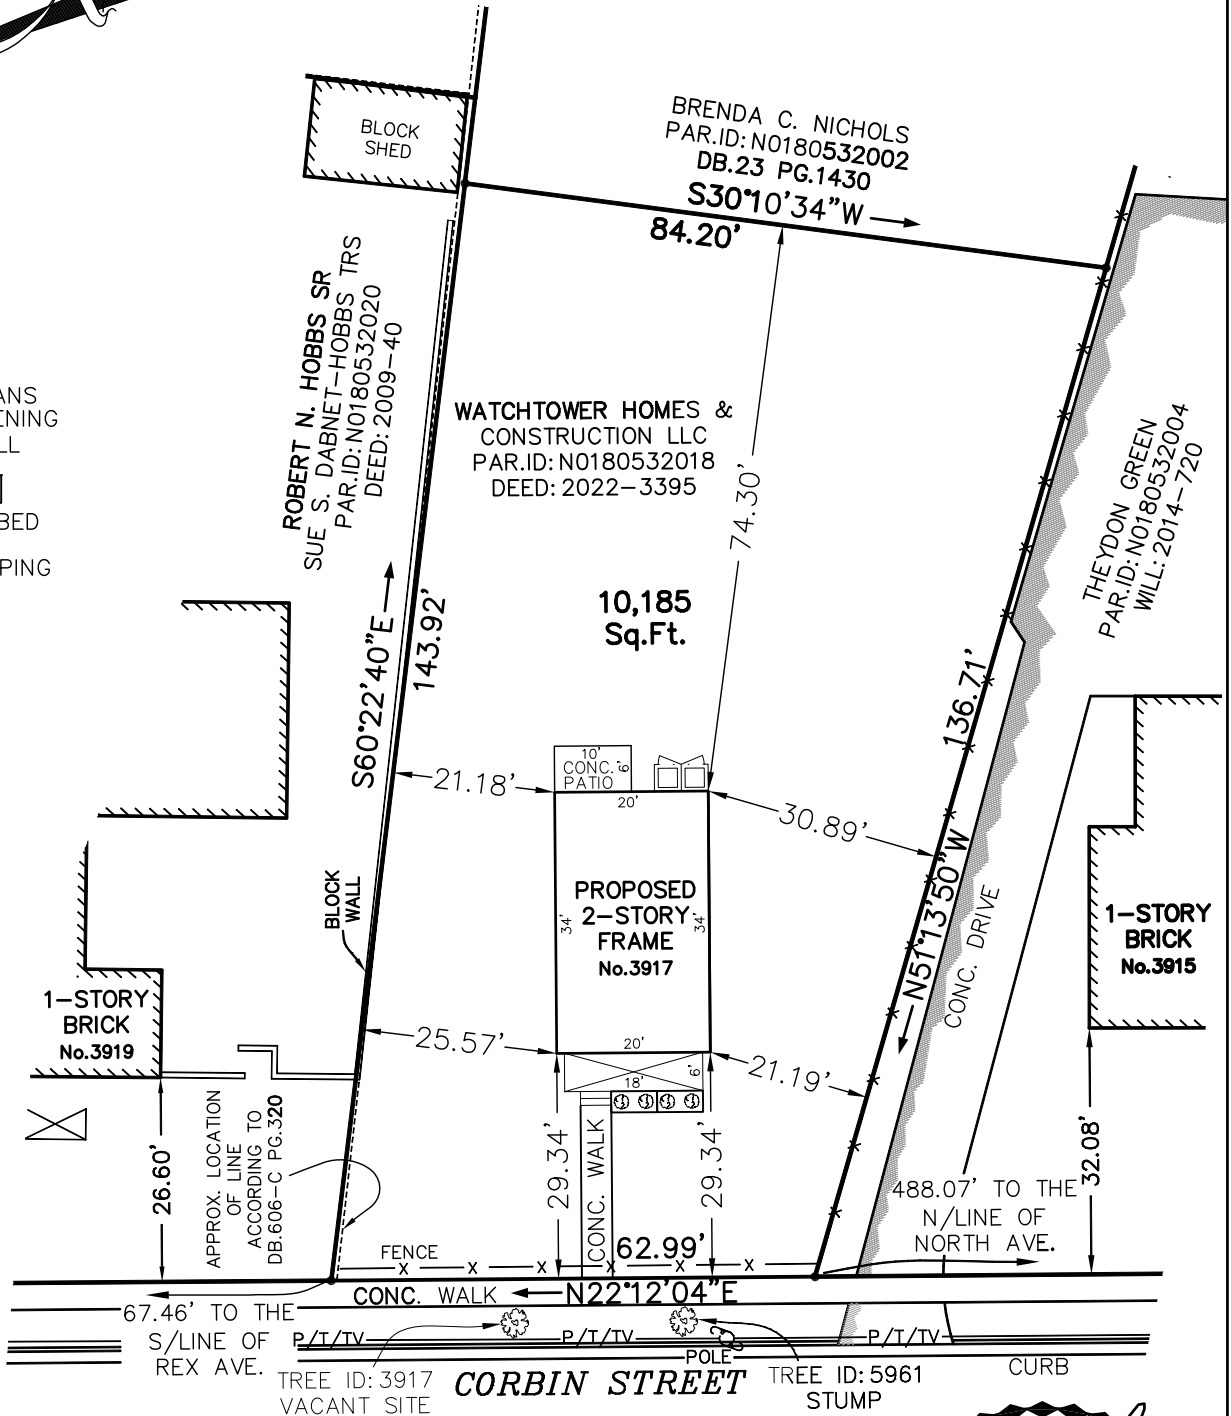 BRENDA C. NICHOLS
PAR.ID: N0180532002
DB.23 PG.1430
S30°10'34"W
84.20'
BLOCK
SHED
ROBERT N. HOBBS SR
SUE S. DABNET-HOBBS TRS
PAR.ID: N0180532020
DEED: 2009-40
ANS
ENING
LL
BED
PING
WATCHTOWER HOMES &
CONSTRUCTION LLC
PAR.ID: N0180532018
DEED: 2022-3395
74.30'
THEYDON GREEN
PAR.ID: N0180532004
WILL: 2014-720
10,185
Sq.Ft.
S60°22'40"E
143.92'
136.71'
N51°13'50"W
10'
CONC.
PATIO
6'
21.18'
20'
30.89'
BLOCK
WALL
PROPOSED
2-STORY
FRAME
No.3917
34'
34'
CONC. DRIVE
1-STORY
BRICK
No.3915
1-STORY
BRICK
No.3919
25.57'
20'
21.19'
18'
6'
26.60'
APPROX. LOCATION
OF LINE
ACCORDING TO
DB.606-C PG.320
29.34'
CONC. WALK
29.34'
32.08'
488.07' TO THE
N/LINE OF
NORTH AVE.
FENCE
62.99'
X X X X X X
CONC. WALK
N22°12'04"E
67.46' TO THE
S/LINE OF
REX AVE.
P/T/TV
P/T/TV
P/T/TV
POLE
CURB
TREE ID: 3917
VACANT SITE
CORBIN STREET
TREE ID: 5961
STUMP